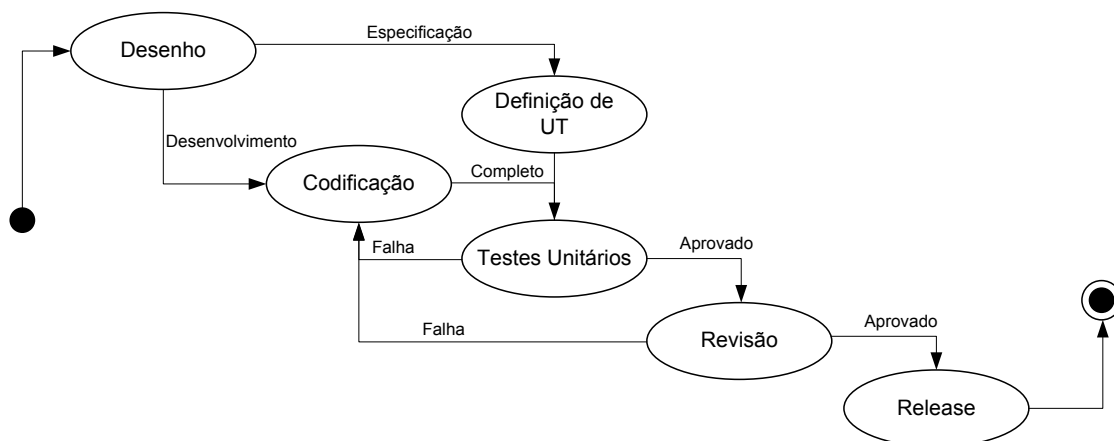 Desenho
Especificação
Definição de
UT
Desenvolvimento
Codificação
Completo
Falha
Testes Unitários
Aprovado
Falha
Revisão
Aprovado
Release